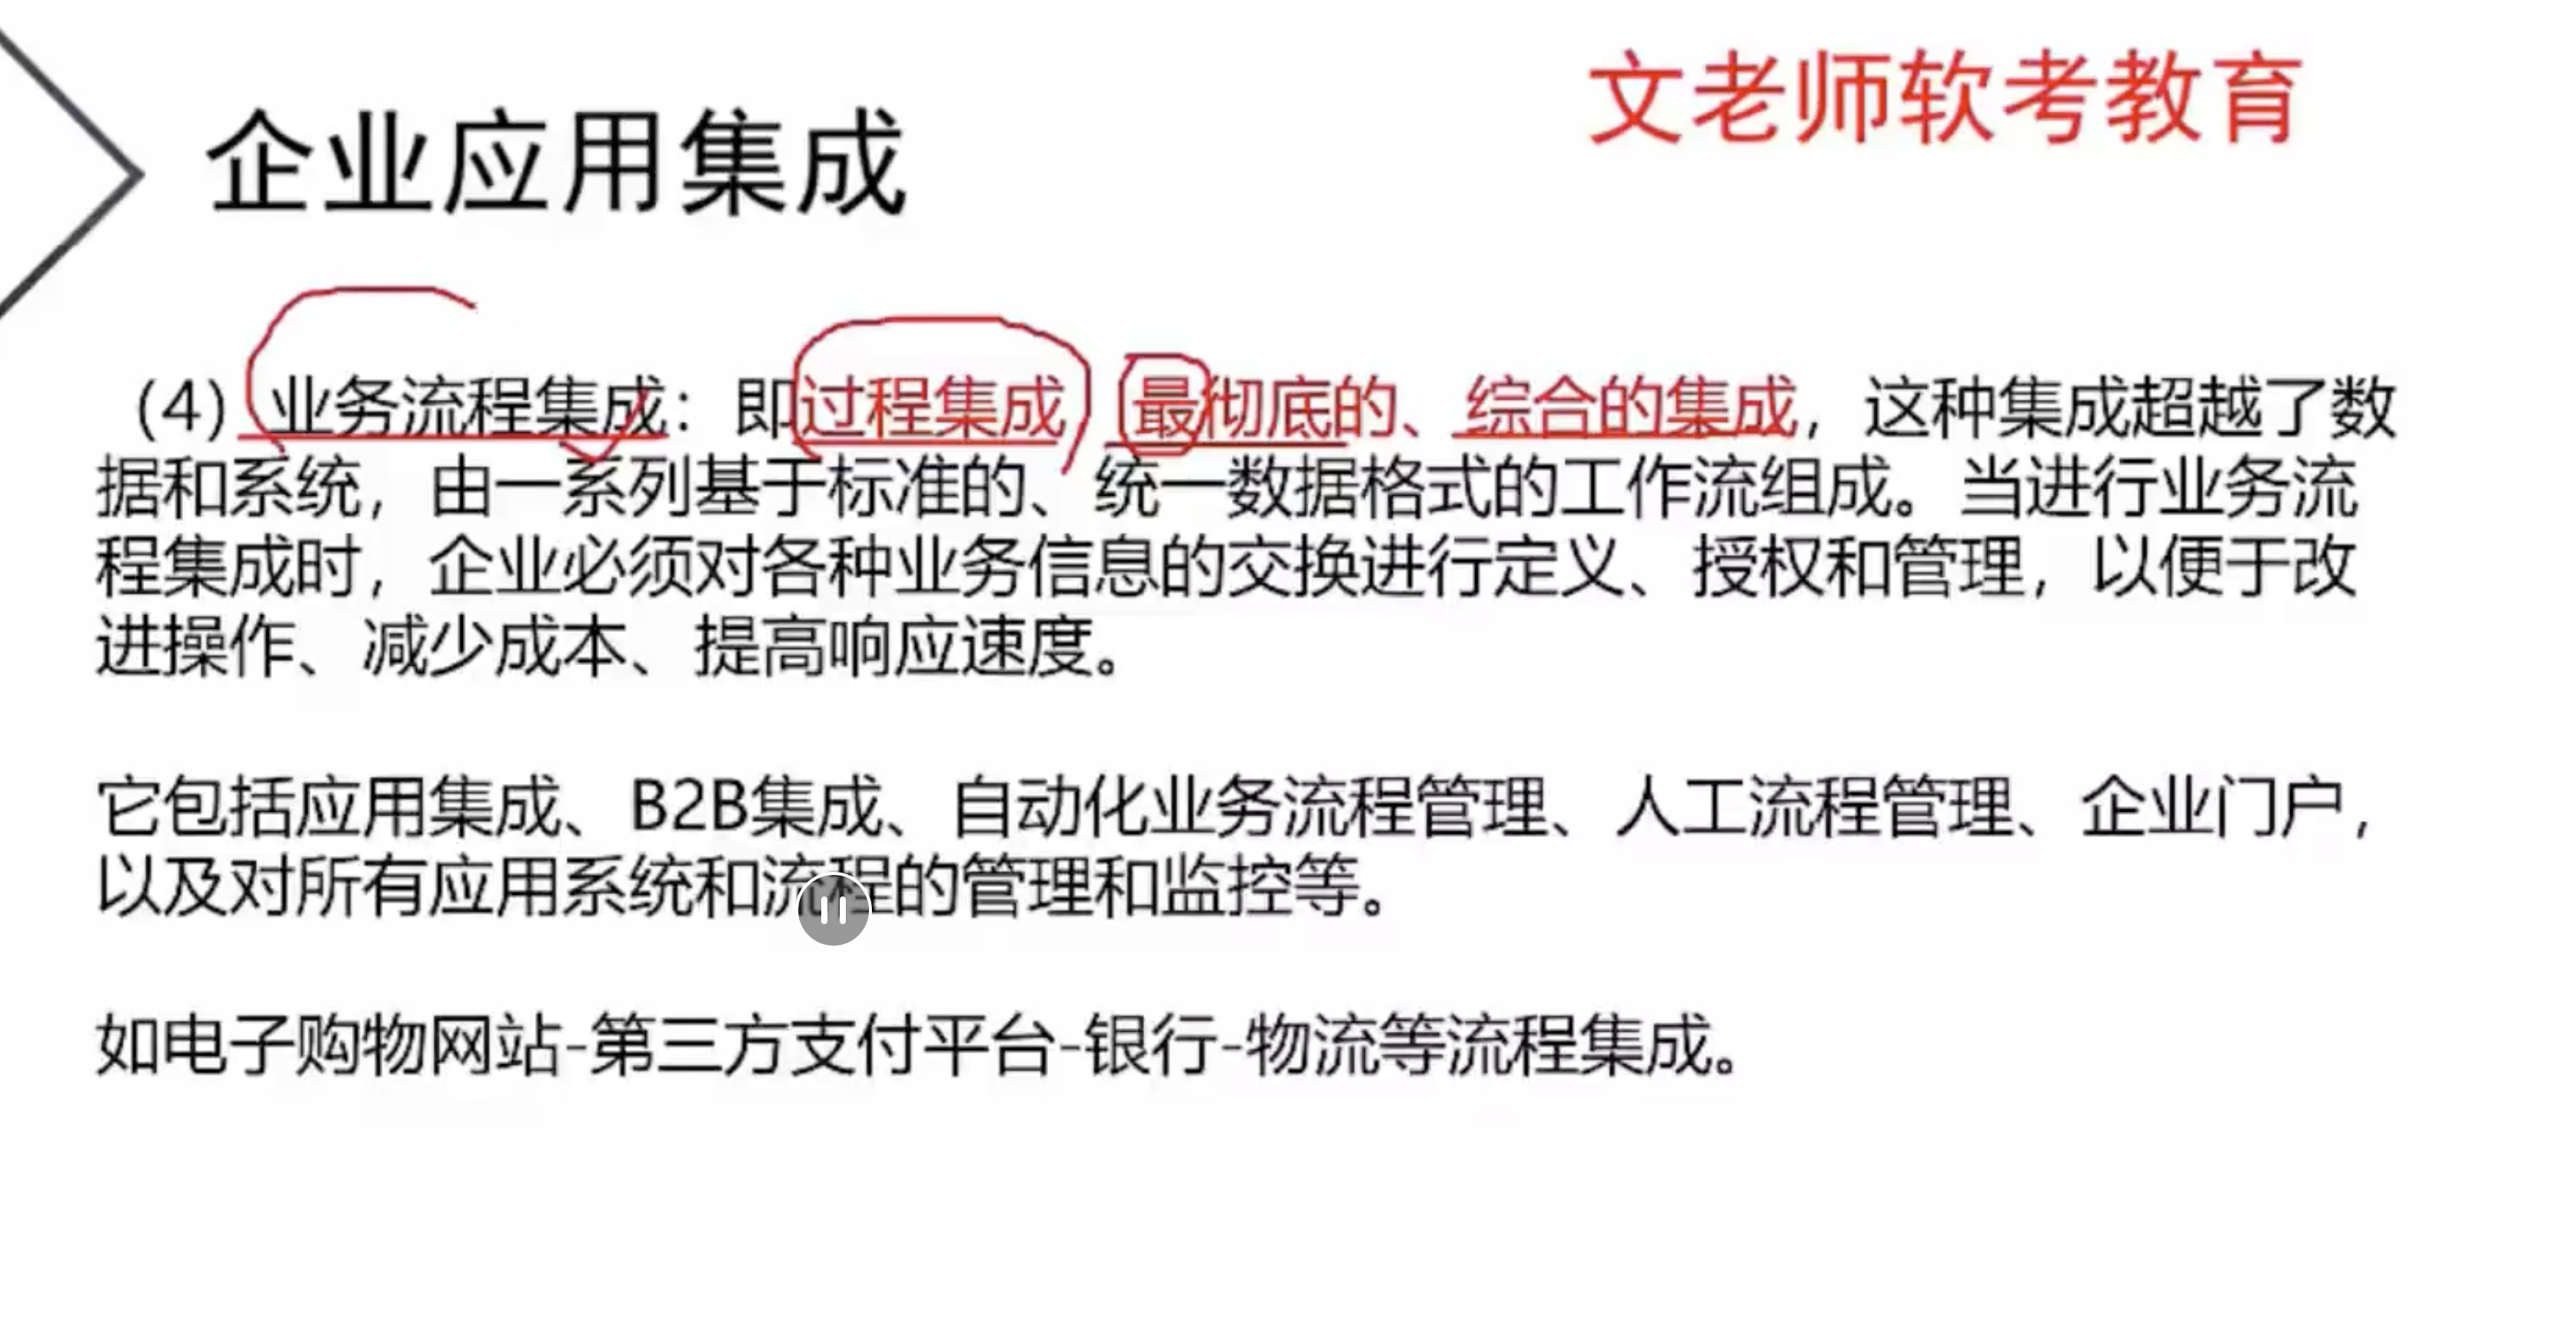 文老师软考教育
企业应用集成
(4) 业务流程集成：即过程集成，最彻底的、综合的集成，这种集成超越了数
据和系统，由一系列基于标准的、统一数据格式的工作流组成。当进行业务流
程集成时，企业必须对各种业务信息的交换进行定义、授权和管理，以便于改
进操作、减少成本、提高响应速度。
它包括应用集成、B2B集成、自动化业务流程管理、人工流程管理、企业门户，
以及对所有应用系统和流程的管理和监控等。
如电子购物网站-第三方支付平台-银行-物流等流程集成。